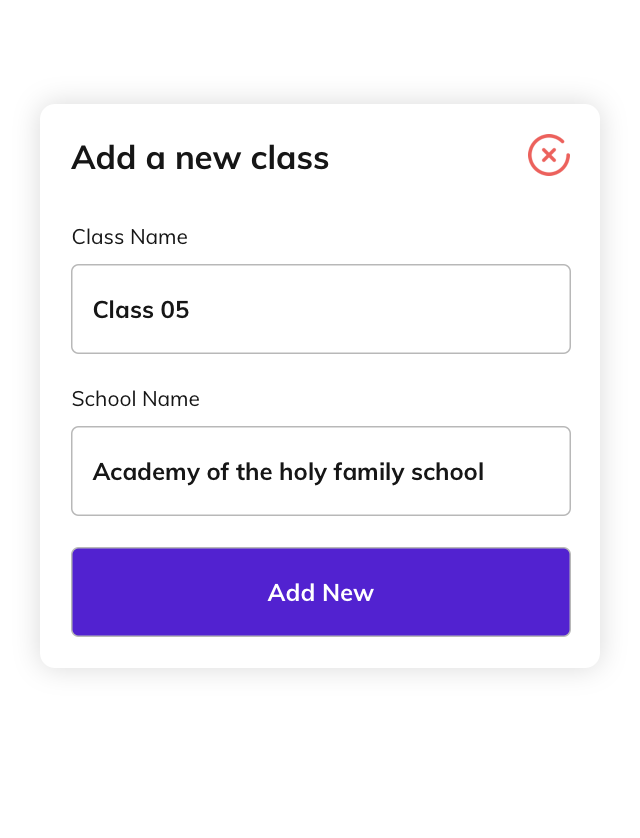 Add a new class
Class Name
Class 05
School Name
Academy of the holy family school
Add New